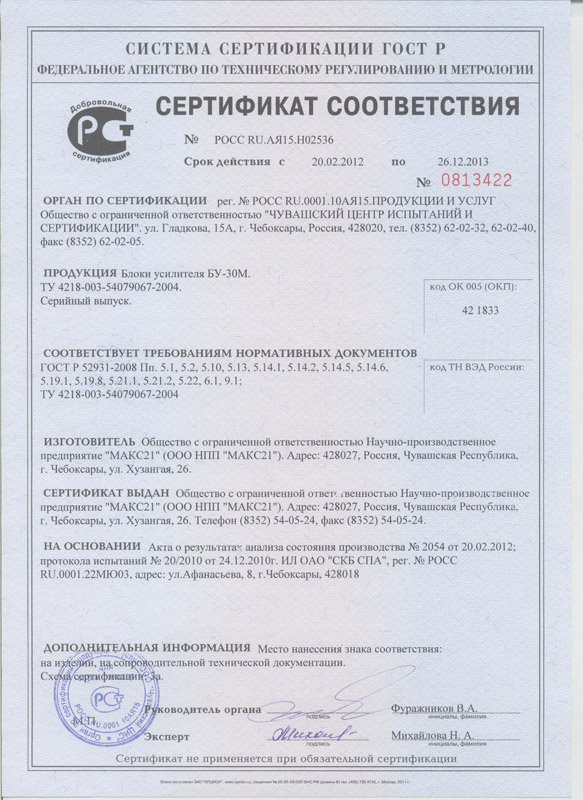 СИСТЕМА СЕРТИФИКАЦИИ ГОСТ Р
ФЕДЕРАЛЬНОЕ АГЕНТСТВО ПО ТЕХНИЧЕСКОМУ РЕГУЛИРОВАНИЮ И МЕТРОЛОГИИ
Добровольная
РСТ
сертификация
СЕРТИФИКАТ СООТВЕТСТВИЯ
№ РОСС RU.АЯ15.Н02536
Срок действия с 20.02.2012 по 26.12.2013
№ 0813422
ОРГАН ПО СЕРТИФИКАЦИИ рег. № РОСС RU.0001.10АЯ15.ПРОДУКЦИИ И УСЛУГ
Общество с ограниченной ответственностью "ЧУВАШСКИЙ ЦЕНТР ИСПЫТАНИЙ И
СЕРТИФИКАЦИИ". ул. Гладкова, 15А, г. Чебоксары, Россия, 428020, тел. (8352) 62-02-32, 62-02-40,
факс (8352) 62-02-05.
ПРОДУКЦИЯ Блоки усилителя БУ-30М.
ТУ 4218-003-54079067-2004.
Серийный выпуск.
код ОК 005 (ОКП):
42 1833
СООТВЕТСТВУЕТ ТРЕБОВАНИЯМ НОРМАТИВНЫХ ДОКУМЕНТОВ
ГОСТ Р 52931-2008 Пп. 5.1, 5.2, 5.10, 5.13, 5.14.1, 5.14.2, 5.14.5, 5.14.6,
5.19.1, 5.19.8, 5.21.1, 5.21.2, 5.22, 6.1, 9.1;
ТУ 4218-003-54079067-2004
код ТН ВЭД России:
ИЗГОТОВИТЕЛЬ Общество с ограниченной ответственностью Научно-производственное
предприятие "МАКС21" (ООО НПП "МАКС21"). Адрес: 428027, Россия, Чувашская Республика,
г. Чебоксары, ул. Хузангая, 26.
СЕРТИФИКАТ ВЫДАН Общество с ограниченной ответственностью Научно-производственное
предприятие "МАКС21" (ООО НПП "МАКС21"). Адрес: 428027, Россия, Чувашская Республика,
г. Чебоксары, ул. Хузангая, 26. Телефон (8352) 54-05-24, факс (8352) 54-05-24.
НА ОСНОВАНИИ Акта о результатах анализа состояния производства № 2054 от 20.02.2012;
протокола испытаний № 20/2010 от 24.12.2010г. ИЛ ОАО "СКБ СПА", рег. № РОСС
RU.0001.22МЮ03, адрес: ул.Афанасьева, 8, г.Чебоксары, 428018
ДОПОЛНИТЕЛЬНАЯ ИНФОРМАЦИЯ Место нанесения знака соответствия:
на изделии, на сопроводительной технической документации.
Схема сертификации: 3а.
РОСС RU.0001 10АЯ15
М.П.
Руководитель органа
подпись
Фуражников В.А.
инициалы, фамилия
Эксперт
подпись
Михайлова Н. А.
инициалы, фамилия
Сертификат не применяется при обязательной сертификации